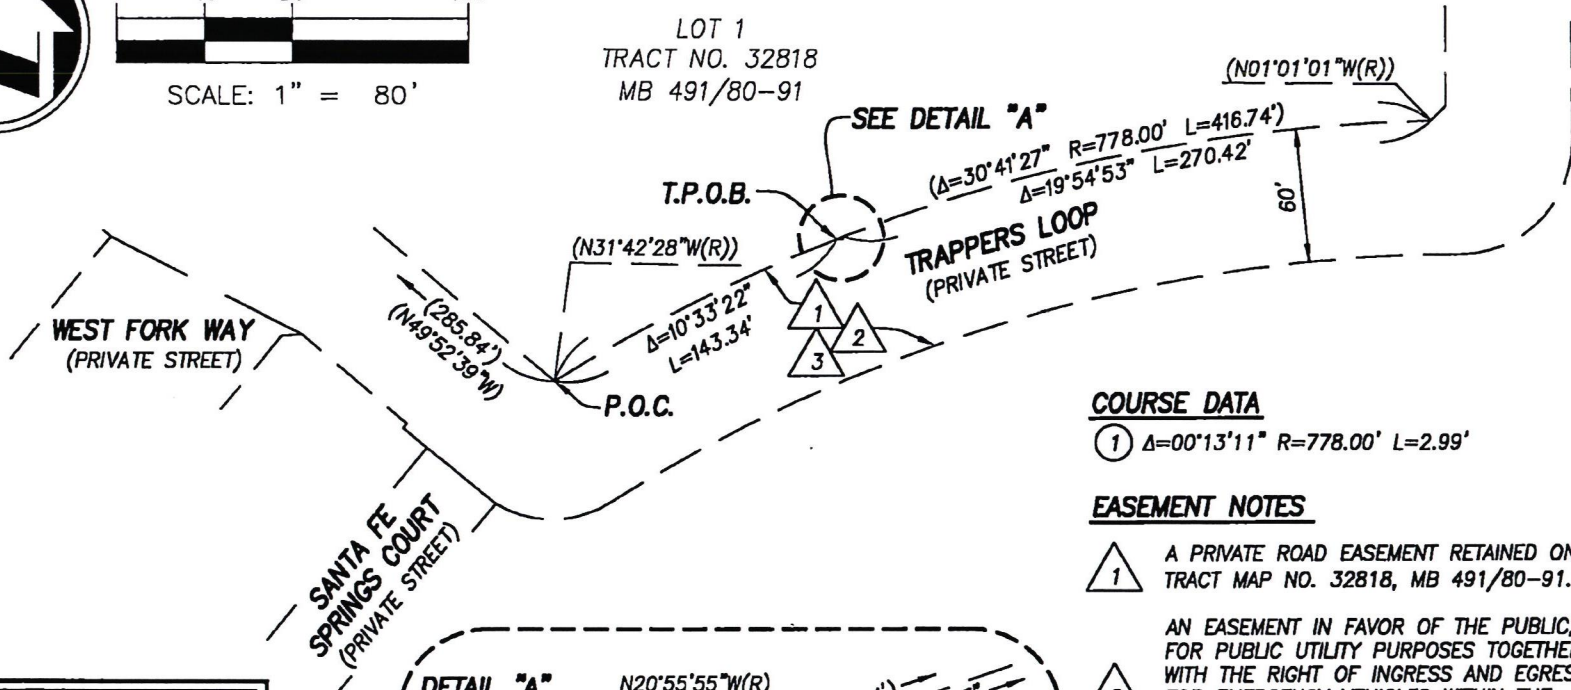 SCALE: 1" = 80'
LOT 1
TRACT NO. 32818
MB 491/80-91
(N01°01'01"W(R))
SEE DETAIL "A"
(Δ=30°41'27" R=778.00' L=416.74')
Δ=19°54'53" L=270.42'
T.P.O.B.
TRAPPERS LOOP
(PRIVATE STREET)
60'
(N31°42'28"W(R))
Δ=10°33'22"
L=143.34'
(285.84')
(N49°52'39"W)
WEST FORK WAY
(PRIVATE STREET)
1
2
3
P.O.C.
COURSE DATA
1 Δ=00°13'11" R=778.00' L=2.99'
EASEMENT NOTES
1 A PRIVATE ROAD EASEMENT RETAINED ON
TRACT MAP NO. 32818, MB 491/80-91.
AN EASEMENT IN FAVOR OF THE PUBLIC,
FOR PUBLIC UTILITY PURPOSES TOGETHER
WITH THE RIGHT OF INGRESS AND EGRESS
SANTA FE
SPRINGS COURT
(PRIVATE STREET)
DETAIL "A"
N20°55'55"W(R)